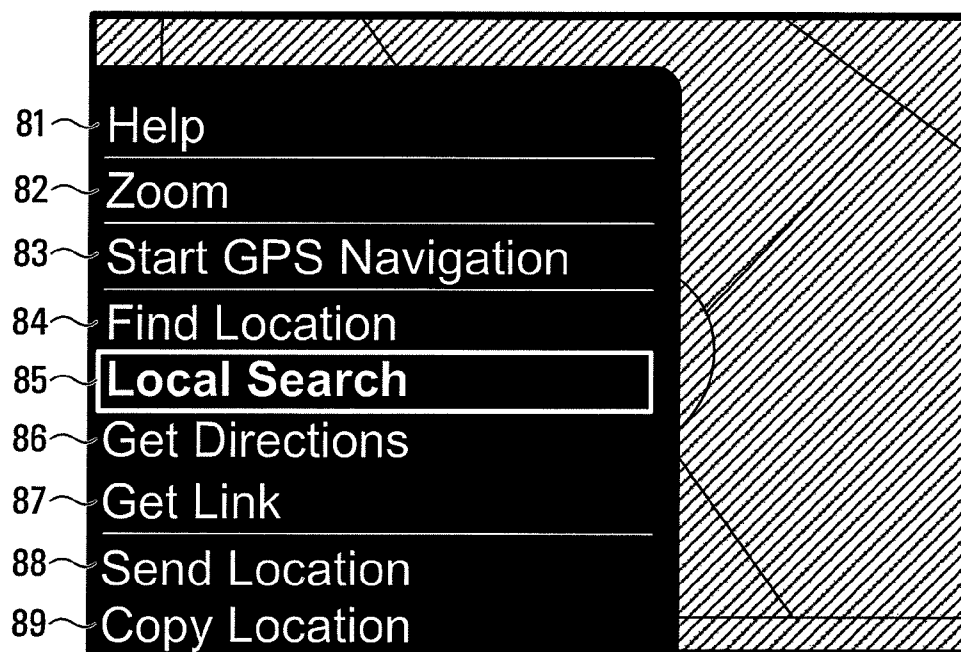 81 Help
82 Zoom
83 Start GPS Navigation
84 Find Location
85 Local Search
86 Get Directions
87 Get Link
88 Send Location
89 Copy Location